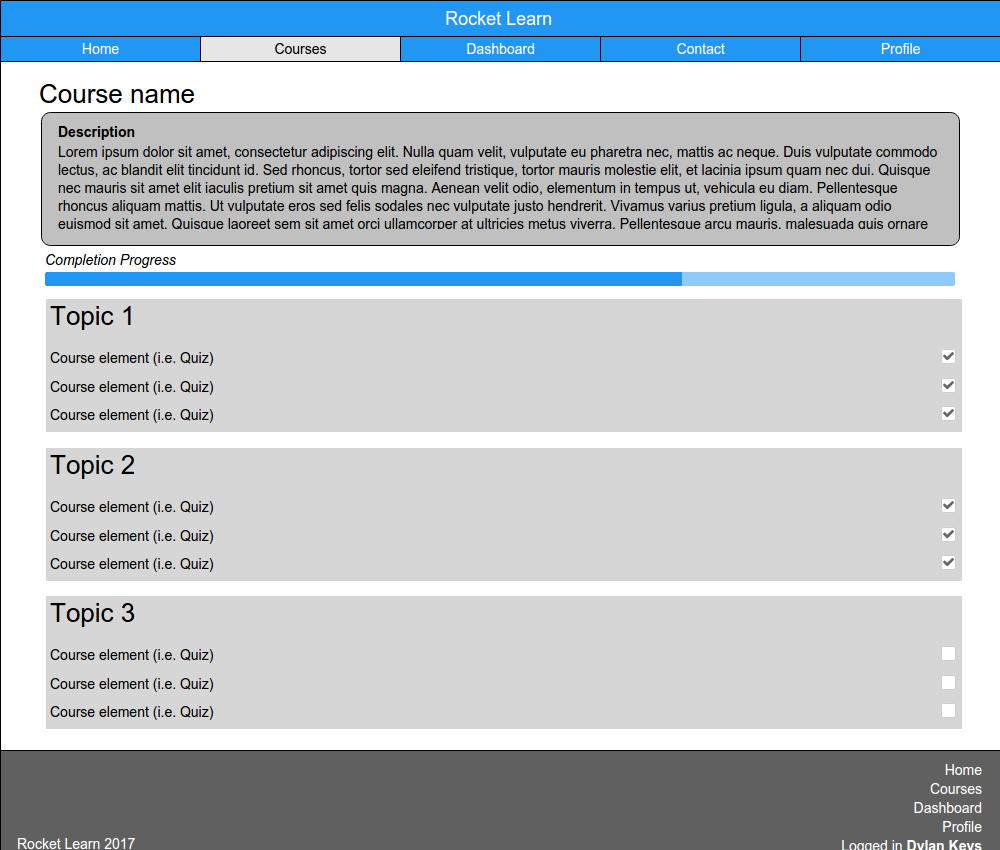 Rocket Learn
Home Courses Dashboard Contact Profile
Course name
Description
Lorem ipsum dolor sit amet, consectetur adipiscing elit. Nulla quam velit, vulputate eu pharetra nec, mattis ac neque. Duis vulputate commodo
lectus, ac blandit elit tincidunt id. Sed rhoncus, tortor sed eleifend tristique, tortor mauris molestie elit, et lacinia ipsum quam nec dui. Quisque
nec mauris sit amet elit iaculis pretium sit amet quis magna. Aenean velit odio, elementum in tempus ut, vehicula eu diam. Pellentesque
rhoncus aliquam mattis. Ut vulputate eros sed felis sodales nec vulputate justo hendrerit. Vivamus varius pretium ligula, a aliquam odio
euismod sit amet. Quisque laoreet sem sit amet orci ullamcorper at ultricies metus viverra. Pellentesque arcu mauris, malesuada quis ornare
Completion Progress
Topic 1
Course element (i.e. Quiz)
Course element (i.e. Quiz)
Course element (i.e. Quiz)
Topic 2
Course element (i.e. Quiz)
Course element (i.e. Quiz)
Course element (i.e. Quiz)
Topic 3
Course element (i.e. Quiz)
Course element (i.e. Quiz)
Course element (i.e. Quiz)
Home
Courses
Dashboard
Profile
Rocket Learn 2017
Logged in Dylan Keys